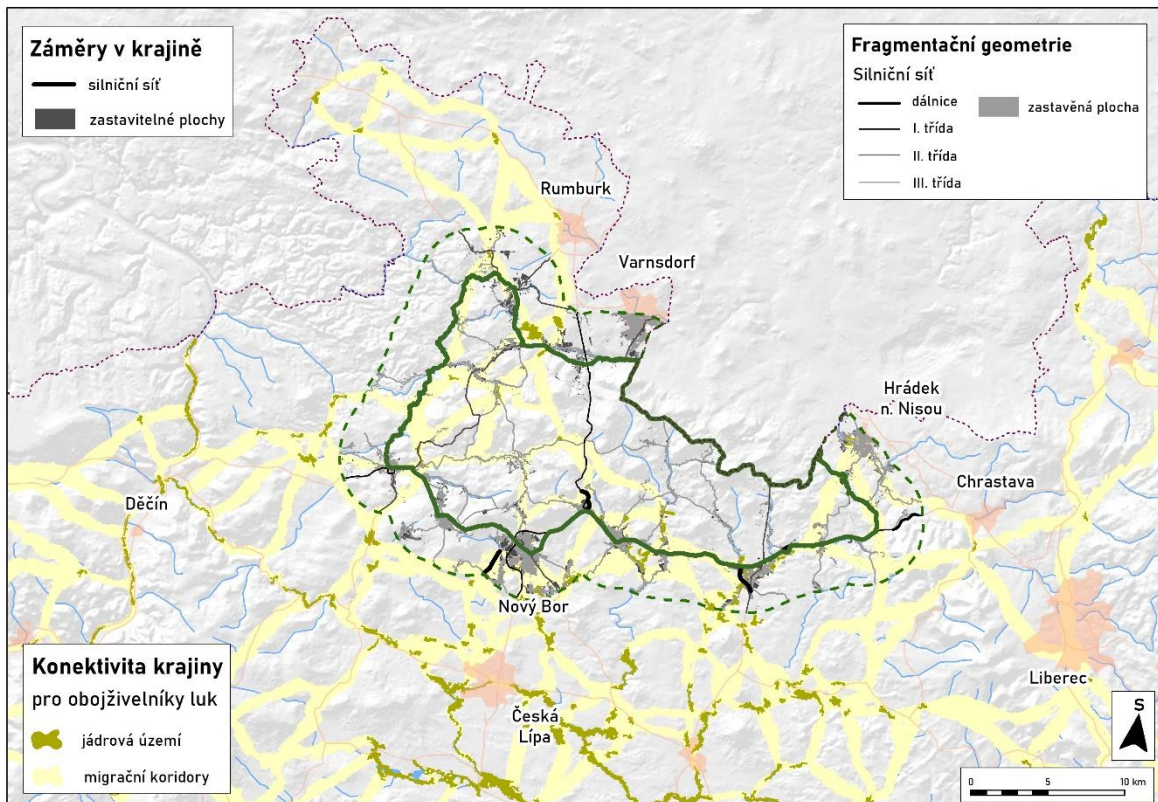 Záměry v krajině
silniční síť
zastavitelné plochy
Fragmentační geometrie
Silniční síť
dálnice
zastavěná plocha
I. třída
II. třída
III. třída
Rumburk
Varnsdorf
Hrádek
n. Nisou
Chrastava
Děčín
Nový Bor
Liberec
Česká
Lípa
Konektivita krajiny
pro obojživelníky luk
jádrová území
migrační koridory
S
0 5 10 km